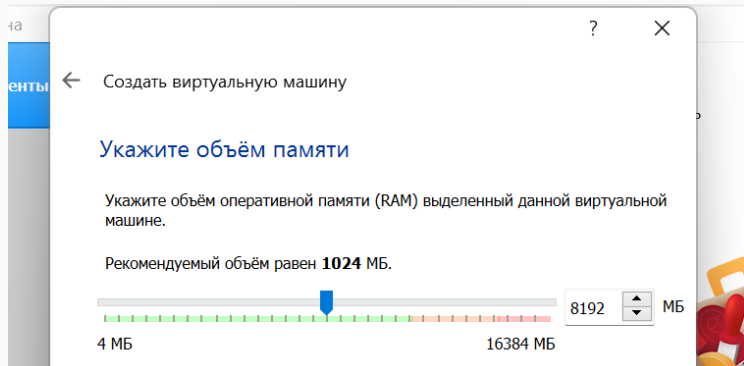 ?
Создать виртуальную машину
енты
Укажите объём памяти
Укажите объём оперативной памяти (RAM) выделенный данной виртуальной
машине.
Рекомендуемый объём равен 1024 МБ.
8192 МБ
4 МБ 16384 МБ